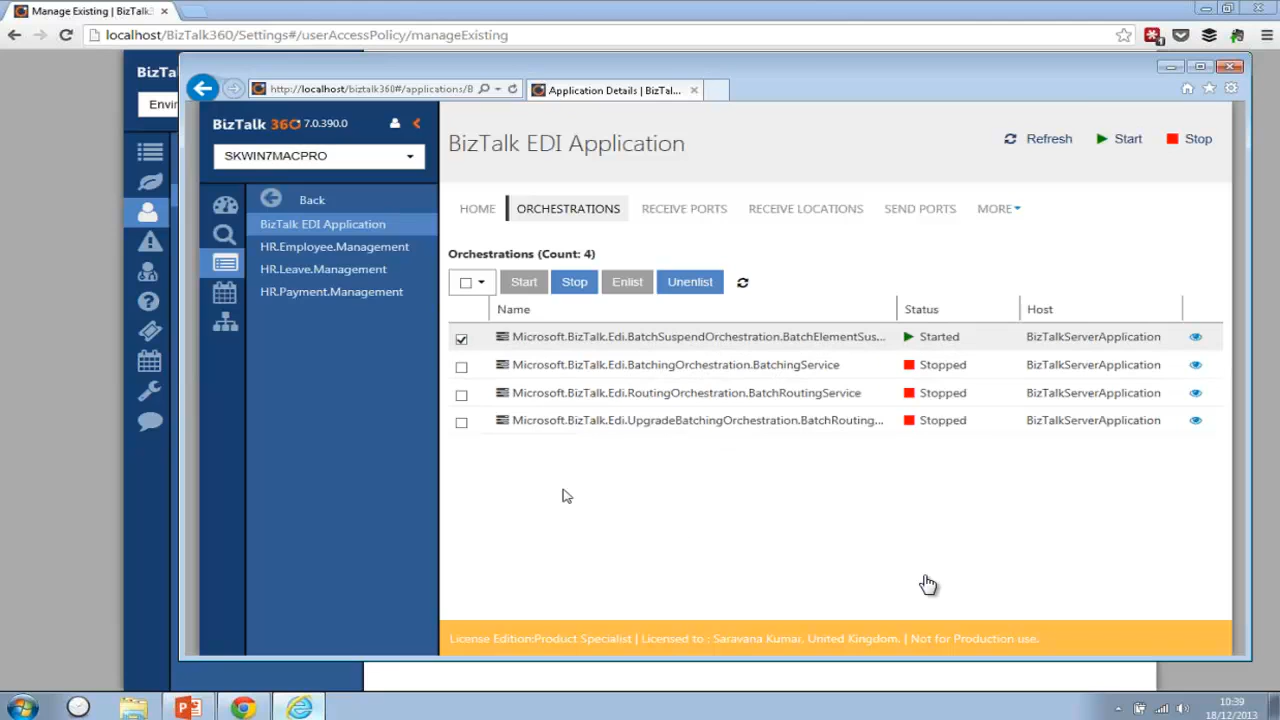 Manage Existing | BizTalk
localhost/BizTalk360/Settings#/userAccessPolicy/manageExisting
BizTa
Envir
http://localhost/biztalk360#/applications/B
Application Details | BizTal...
BizTalk 360 7.0.390.0
SKWIN7MACPRO
Back
BizTalk EDI Application
HR.Employee.Management
HR.Leave.Management
HR.Payment.Management
BizTalk EDI Application
Refresh Start Stop
HOME ORCHESTRATIONS RECEIVE PORTS RECEIVE LOCATIONS SEND PORTS MORE
Orchestrations (Count: 4)
Start Stop Enlist Unenlist
Name Status Host
Microsoft.BizTalk.Edi.BatchSuspendOrchestration.BatchElementSus... Started BizTalkServerApplication
Microsoft.BizTalk.Edi.BatchingOrchestration.BatchingService Stopped BizTalkServerApplication
Microsoft.BizTalk.Edi.RoutingOrchestration.BatchRoutingService Stopped BizTalkServerApplication
Microsoft.BizTalk.Edi.UpgradeBatchingOrchestration.BatchRouting... Stopped BizTalkServerApplication
License Edition:Product Specialist | Licensed to : Saravana Kumar. United Kingdom. | Not for Production use.
10:39
18/12/2013